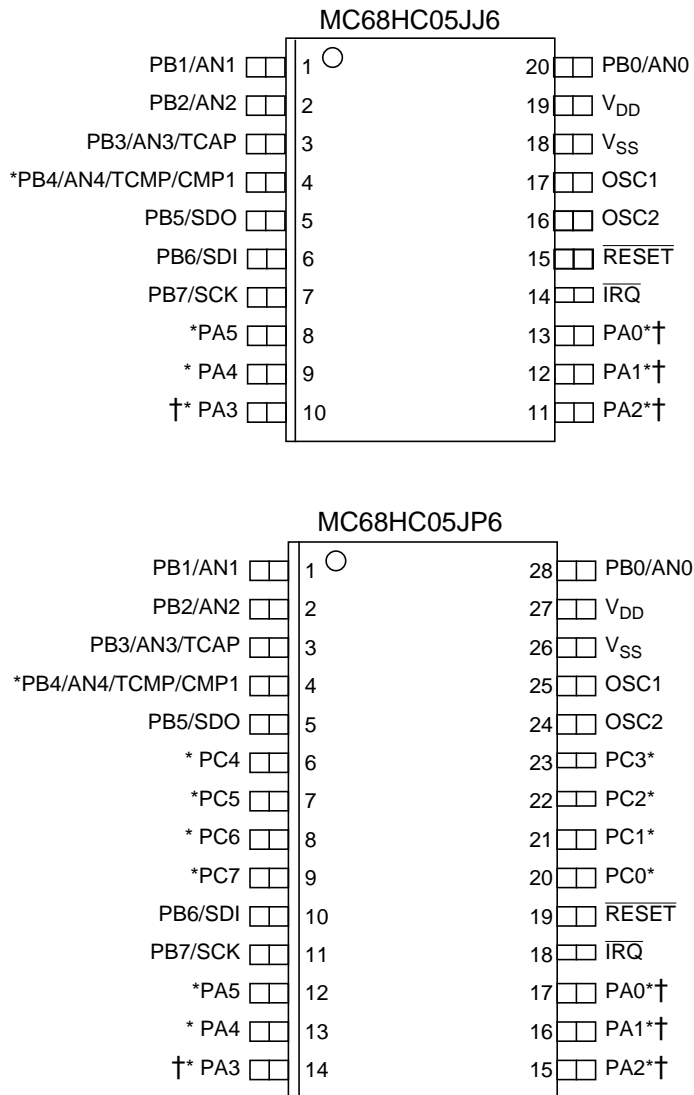 MC68HC05JJ6
PB1/AN1 1 20 PB0/AN0
PB2/AN2 2 19 VDD
PB3/AN3/TCAP 3 18 VSS
*PB4/AN4/TCMP/CMP1 4 17 OSC1
PB5/SDO 5 16 OSC2
PB6/SDI 6 15 RESET
PB7/SCK 7 14 IRQ
*PA5 8 13 PA0*†
* PA4 9 12 PA1*†
†* PA3 10 11 PA2*†
MC68HC05JP6
PB1/AN1 1 28 PB0/AN0
PB2/AN2 2 27 VDD
PB3/AN3/TCAP 3 26 VSS
*PB4/AN4/TCMP/CMP1 4 25 OSC1
PB5/SDO 5 24 OSC2
* PC4 6 23 PC3*
*PC5 7 22 PC2*
* PC6 8 21 PC1*
*PC7 9 20 PC0*
PB6/SDI 10 19 RESET
PB7/SCK 11 18 IRQ
*PA5 12 17 PA0*†
* PA4 13 16 PA1*†
†* PA3 14 15 PA2*†